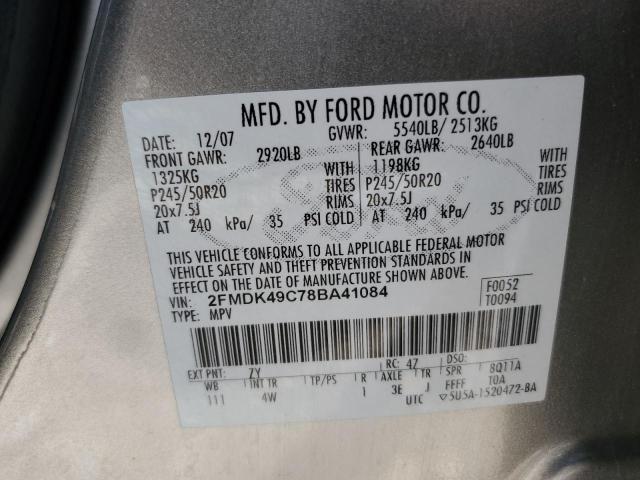 MFD. BY FORD MOTOR CO.
DATE: 12/07 GVWR: 5540LB/ 2513KG
FRONT GAWR: 2920LB REAR GAWR: 2640LB
1325KG WITH 1198KG WITH
P245/50R20 TIRES P245/50R20 TIRES
20x7.5J RIMS 20x7.5J RIMS
AT 240 kPa/ 35 PSI COLD AT 240 kPa/ 35 PSI COLD
THIS VEHICLE CONFORMS TO ALL APPLICABLE FEDERAL MOTOR
VEHICLE SAFETY AND THEFT PREVENTION STANDARDS IN
EFFECT ON THE DATE OF MANUFACTURE SHOWN ABOVE.
VIN: 2FMDK49C78BA41084 F0052
TYPE: MPV T0094
EXT PNT: ZY RC: 47 DSO:
WB INT TR TP/PS R AXLE TR SPR 8Q11A
111 4W 1 3E J FFFF TOA
UTC ▽5U5A-1520472-BA